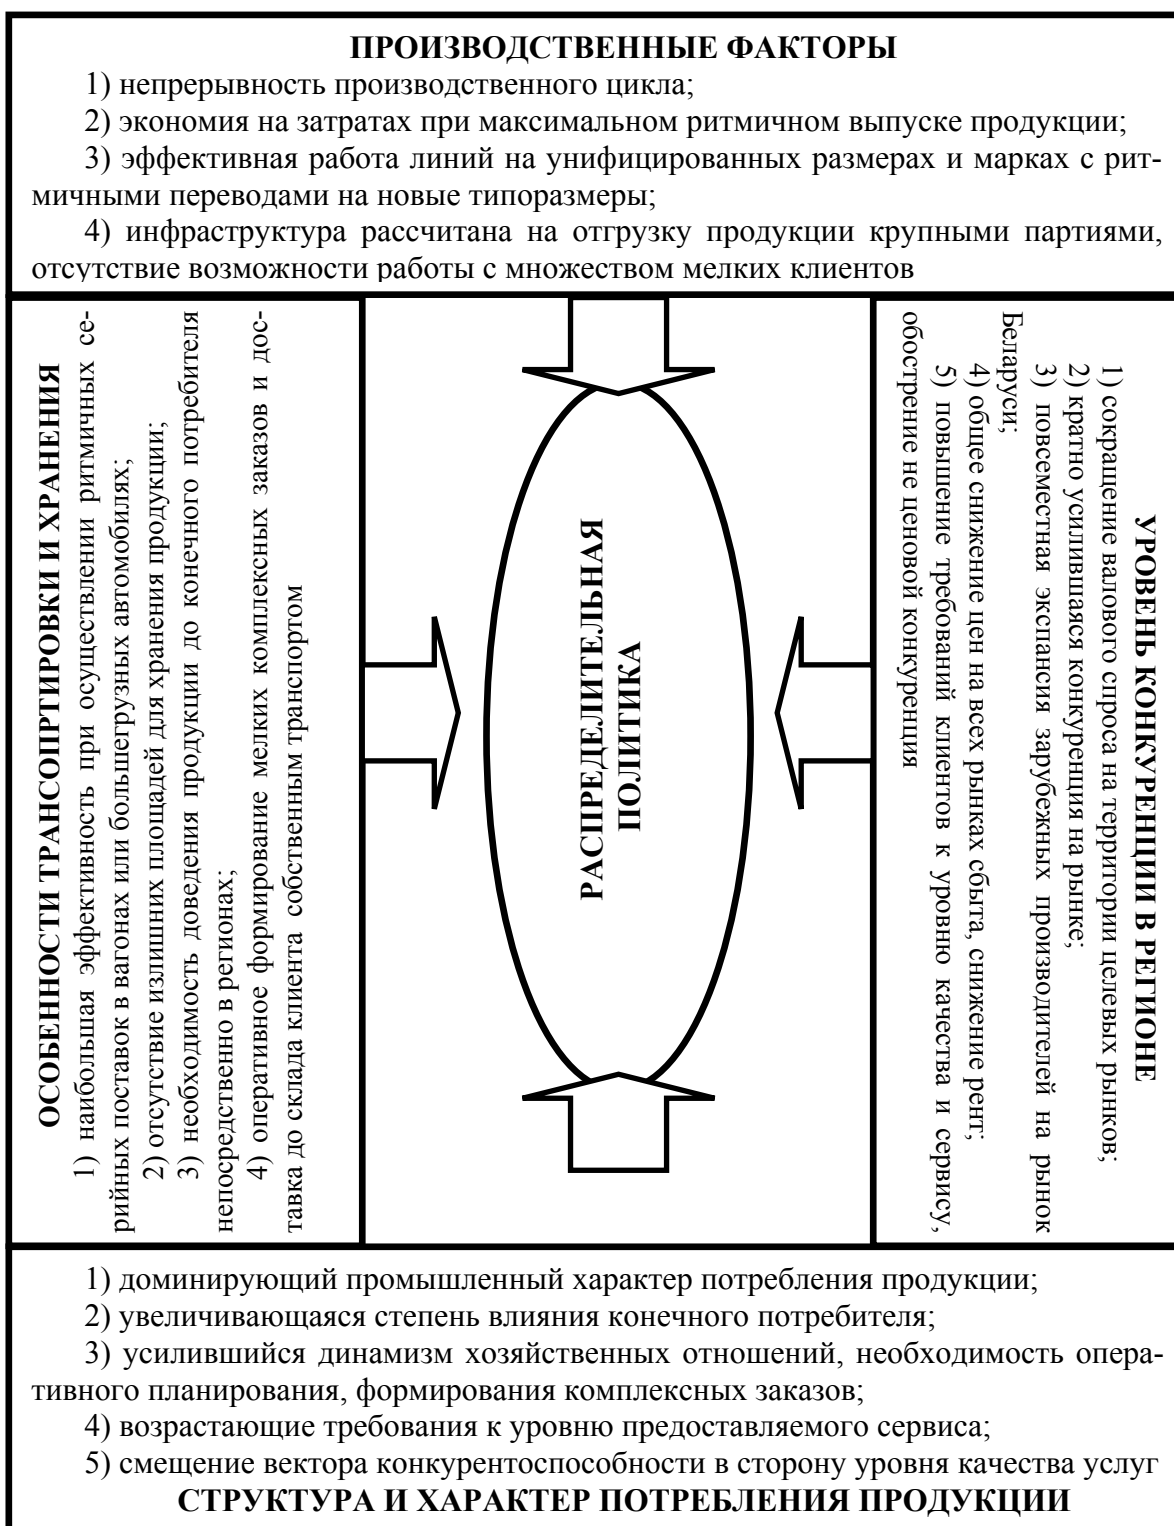 ПРОИЗВОДСТВЕННЫЕ ФАКТОРЫ
1) непрерывность производственного цикла;
2) экономия на затратах при максимальном ритмичном выпуске продукции;
3) эффективная работа линий на унифицированных размерах и марках с рит-
мичными переводами на новые типоразмеры;
4) инфраструктура рассчитана на отгрузку продукции крупными партиями,
отсутствие возможности работы с множеством мелких клиентов
ОСОБЕННОСТИ ТРАНСОПРТИРОВКИ И ХРАНЕНИЯ
1) наибольшая эффективность при осуществлении ритмичных се-
рийных поставок в вагонах или большегрузных автомобилях;
2) отсутствие излишних площадей для хранения продукции;
3) необходимость доведения продукции до конечного потребителя
непосредственно в регионах;
4) оперативное формирование мелких комплексных заказов и дос-
тавка до склада клиента собственным транспортом
РАСПРЕДЕЛИТЕЛЬНАЯ
ПОЛИТИКА
УРОВЕНЬ КОНКУРЕНЦИИ В РЕГИОНЕ
1) сокращение валового спроса на территории целевых рынков;
2) кратно усилившаяся конкуренция на рынке;
3) повсеместная экспансия зарубежных производителей на рынок
Беларуси;
4) общее снижение цен на всех рынках сбыта, снижение рент;
5) повышение требований клиентов к уровню качества и сервису,
обострение не ценовой конкуренция
1) доминирующий промышленный характер потребления продукции;
2) увеличивающаяся степень влияния конечного потребителя;
3) усилившийся динамизм хозяйственных отношений, необходимость опера-
тивного планирования, формирования комплексных заказов;
4) возрастающие требования к уровню предоставляемого сервиса;
5) смещение вектора конкурентоспособности в сторону уровня качества услуг
СТРУКТУРА И ХАРАКТЕР ПОТРЕБЛЕНИЯ ПРОДУКЦИИ